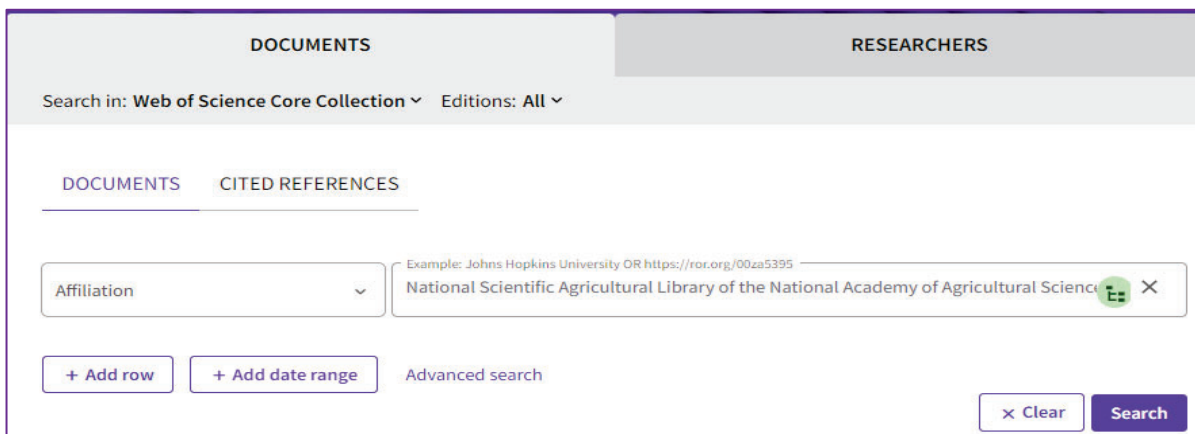 DOCUMENTS RESEARCHERS
Search in: Web of Science Core Collection Editions: All
DOCUMENTS CITED REFERENCES
Example: Johns Hopkins University OR https://ror.org/00za5395
Affiliation National Scientific Agricultural Library of the National Academy of Agricultural Science
+ Add row + Add date range Advanced search
× Clear Search